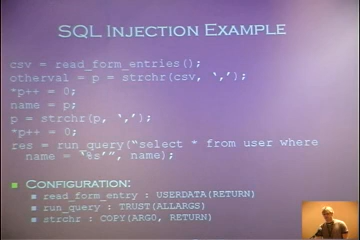 SQL INJECTION EXAMPLE
csv = read_form_entries();
otherval = p = strchr(csv, ‘,’);
*p++ = 0;
name = p;
p = strchr(p, ‘,’);
*p++ = 0;
res = run_query(“select * from user where
name = ‘%s’”, name);
CONFIGURATION:
read_form_entry : USERDATA(RETURN)
run_query : TRUST(ALLARGS)
strchr : COPY(ARG0, RETURN)